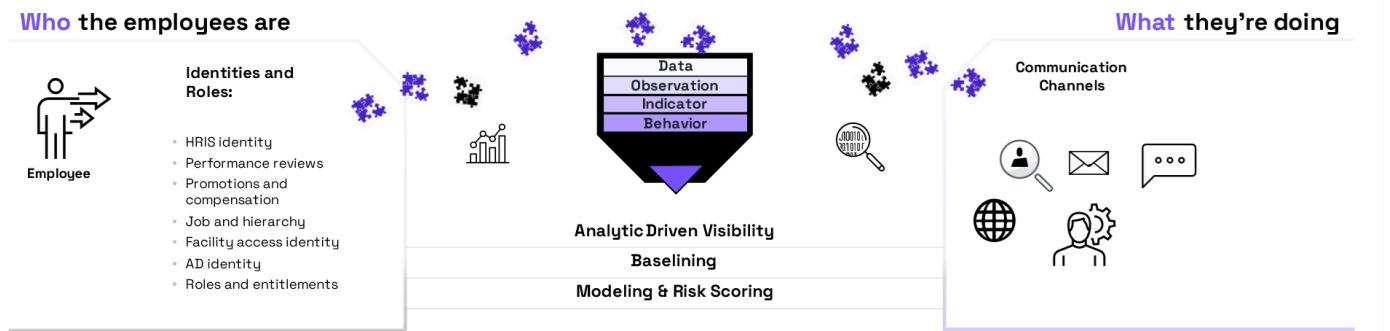 Who the employees are
Identities and
Roles:
Employee
• HRIS identity
• Performance reviews
• Promotions and
compensation
• Job and hierarchy
• Facility access identity
• AD identity
• Roles and entitlements
Data
Observation
Indicator
Behavior
Analytic Driven Visibility
Baselining
Modeling & Risk Scoring
What they're doing
Communication
Channels